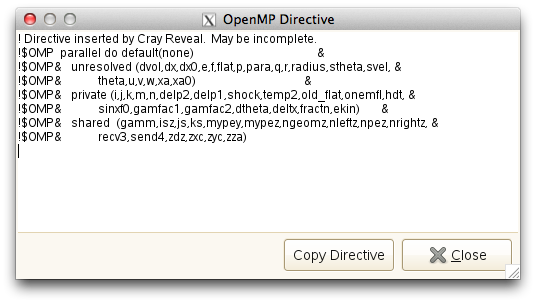 OpenMP Directive
! Directive inserted by Cray Reveal. May be incomplete.
!$OMP parallel do default(none) &
!$OMP& unresolved (dvol,dx,dx0,e,f,flat,p,para,q,r,radius,stheta,svel, &
!$OMP& theta,u,v,w,xa,xa0) &
!$OMP& private (i,j,k,m,n,delp2,delp1,shock,temp2,old_flat,onemfl,hdt, &
!$OMP& sinxf0,gamfac1,gamfac2,dtheta,deltx,fractn,ekin) &
!$OMP& shared (gamm,isz,js,ks,mypey,mypez,ngeomz,nleftz,npez,nrightz, &
!$OMP& recv3,send4,zdz,zxc,zyc,zza)
Copy Directive
Close